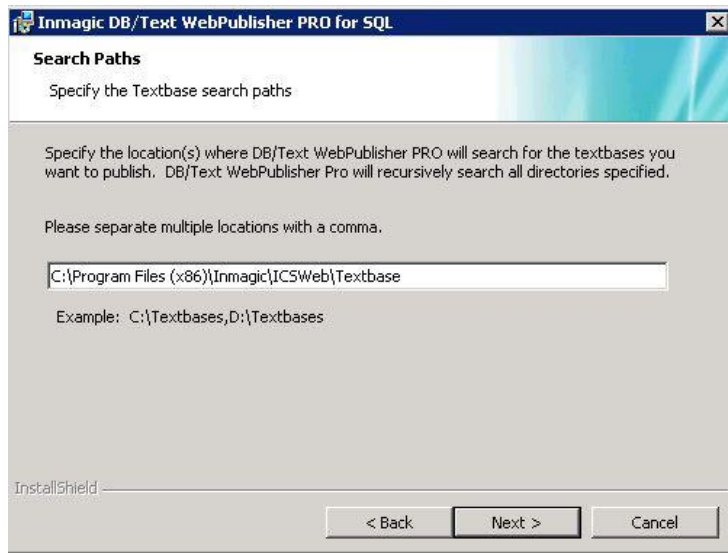 Inmagic DB/Text WebPublisher PRO for SQL
Search Paths
Specify the Textbase search paths
Specify the location(s) where DB/Text WebPublisher PRO will search for the textbases you
want to publish. DB/Text WebPublisher Pro will recursively search all directories specified.
Please separate multiple locations with a comma.
C:\Program Files (x86)\Inmagic\ICSWeb\Textbase
Example: C:\Textbases,D:\Textbases
InstallShield
< Back
Next >
Cancel